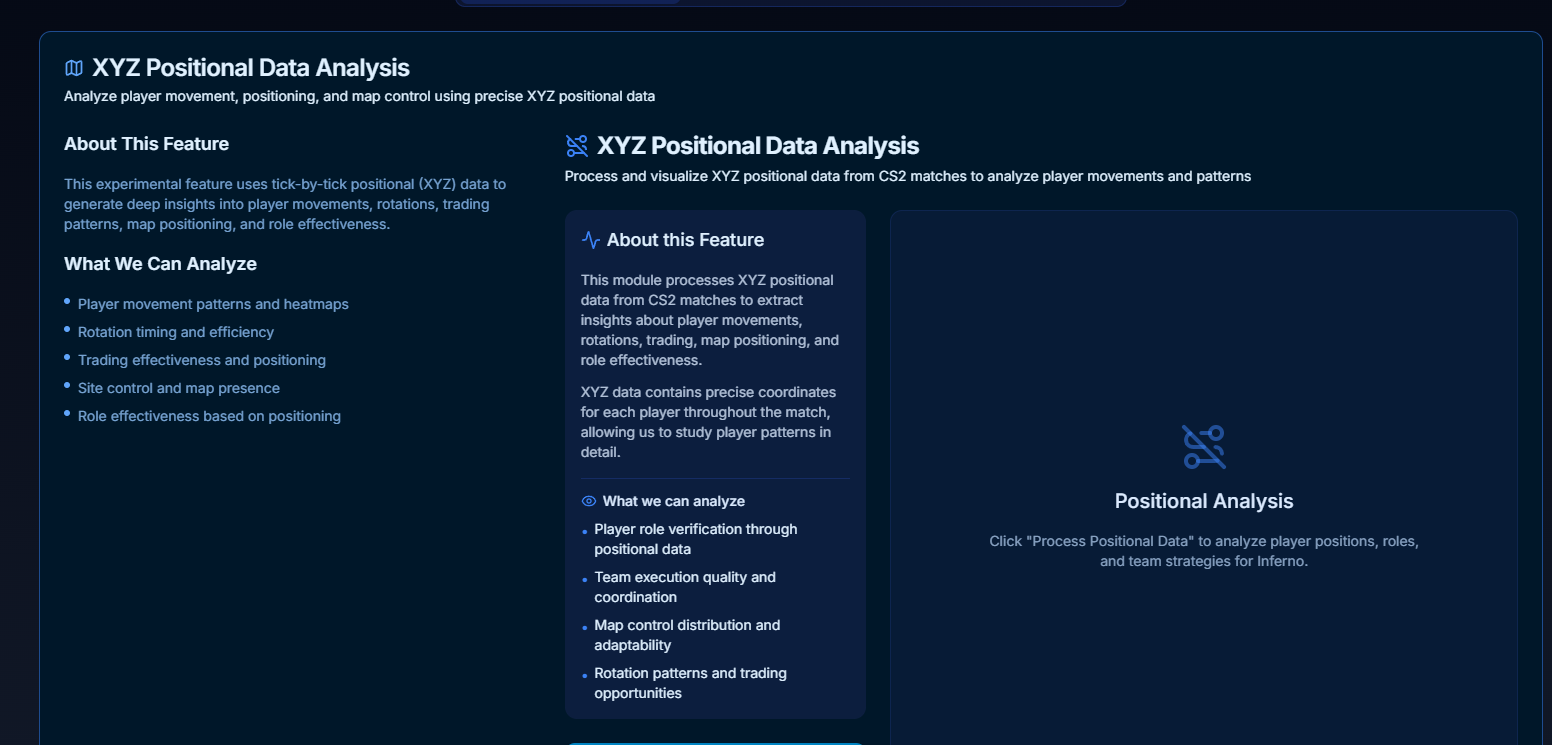 XYZ Positional Data Analysis
Analyze player movement, positioning, and map control using precise XYZ positional data
About This Feature
This experimental feature uses tick-by-tick positional (XYZ) data to
generate deep insights into player movements, rotations, trading
patterns, map positioning, and role effectiveness.
What We Can Analyze
Player movement patterns and heatmaps
Rotation timing and efficiency
Trading effectiveness and positioning
Site control and map presence
Role effectiveness based on positioning
XYZ Positional Data Analysis
Process and visualize XYZ positional data from CS2 matches to analyze player movements and patterns
About this Feature
This module processes XYZ positional
data from CS2 matches to extract
insights about player movements,
rotations, trading, map positioning, and
role effectiveness.
XYZ data contains precise coordinates
for each player throughout the match,
allowing us to study player patterns in
detail.
What we can analyze
Player role verification through
positional data
Team execution quality and
coordination
Map control distribution and
adaptability
Rotation patterns and trading
opportunities
Positional Analysis
Click "Process Positional Data" to analyze player positions, roles,
and team strategies for Inferno.